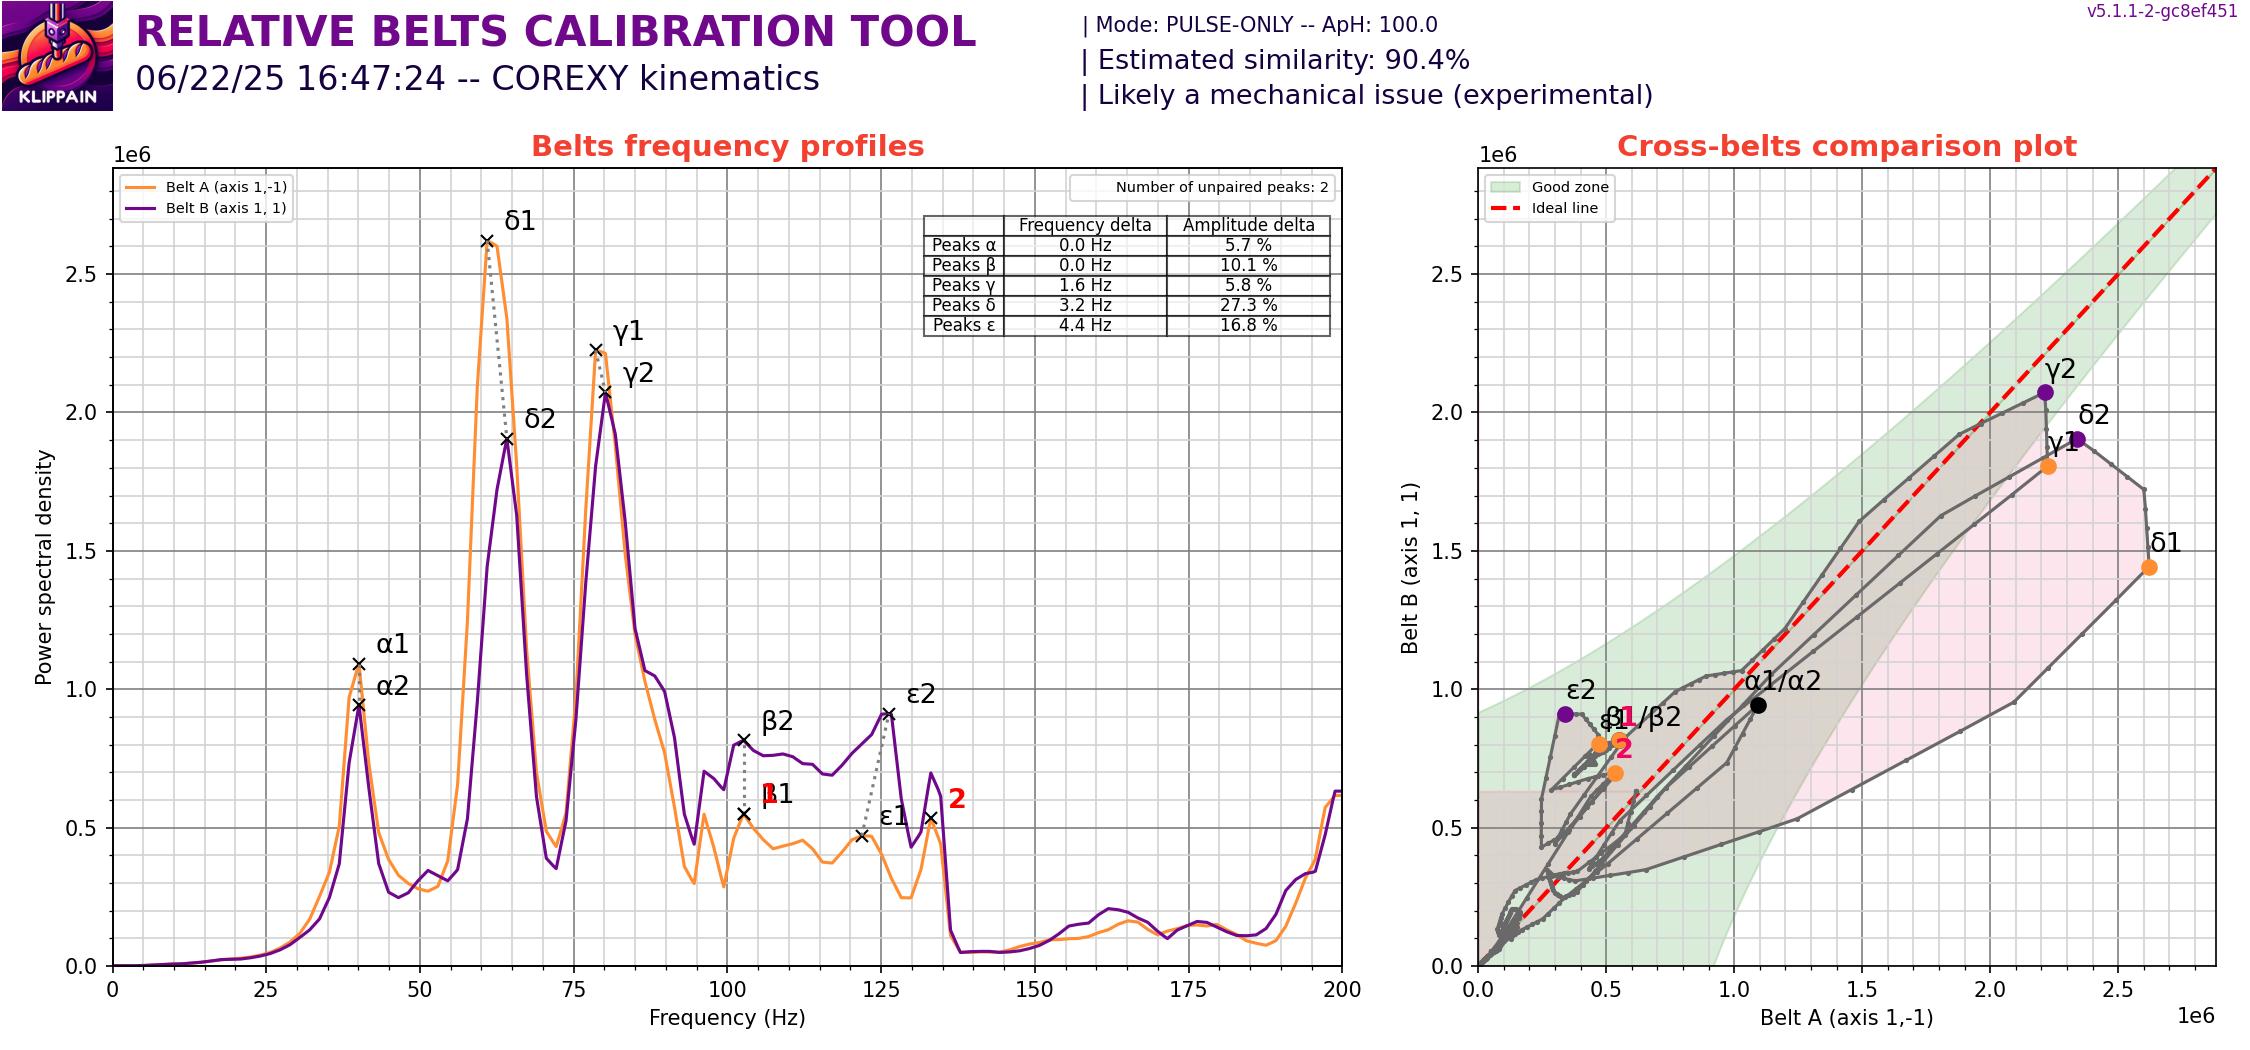 v5.1.1-2-gc8ef451
KLIPPAIN
RELATIVE BELTS CALIBRATION TOOL
06/22/25 16:47:24 -- COREXY kinematics
| Mode: PULSE-ONLY -- ApH: 100.0
| Estimated similarity: 90.4%
| Likely a mechanical issue (experimental)
Belts frequency profiles
1e6
Belt A (axis 1,-1)
Belt B (axis 1, 1)
Number of unpaired peaks: 2
Frequency delta Amplitude delta
Peaks α 0.0 Hz 5.7 %
Peaks β 0.0 Hz 10.1 %
Peaks γ 1.6 Hz 5.8 %
Peaks δ 3.2 Hz 27.3 %
Peaks ε 4.4 Hz 16.8 %
δ1
γ1
γ2
δ2
α1
α2
ε2
β2
1
β1
2
ε1
2.5
2.0
1.5
1.0
0.5
0.0
Power spectral density
0 25 50 75 100 125 150 175 200
Frequency (Hz)
Cross-belts comparison plot
1e6
Good zone
Ideal line
γ2
δ2
γ1
δ1
α1/α2
ε2
ε1
1
β1/β2
2
2.5
2.0
1.5
1.0
0.5
0.0
Belt B (axis 1, 1)
0.0 0.5 1.0 1.5 2.0 2.5
Belt A (axis 1,-1)
1e6